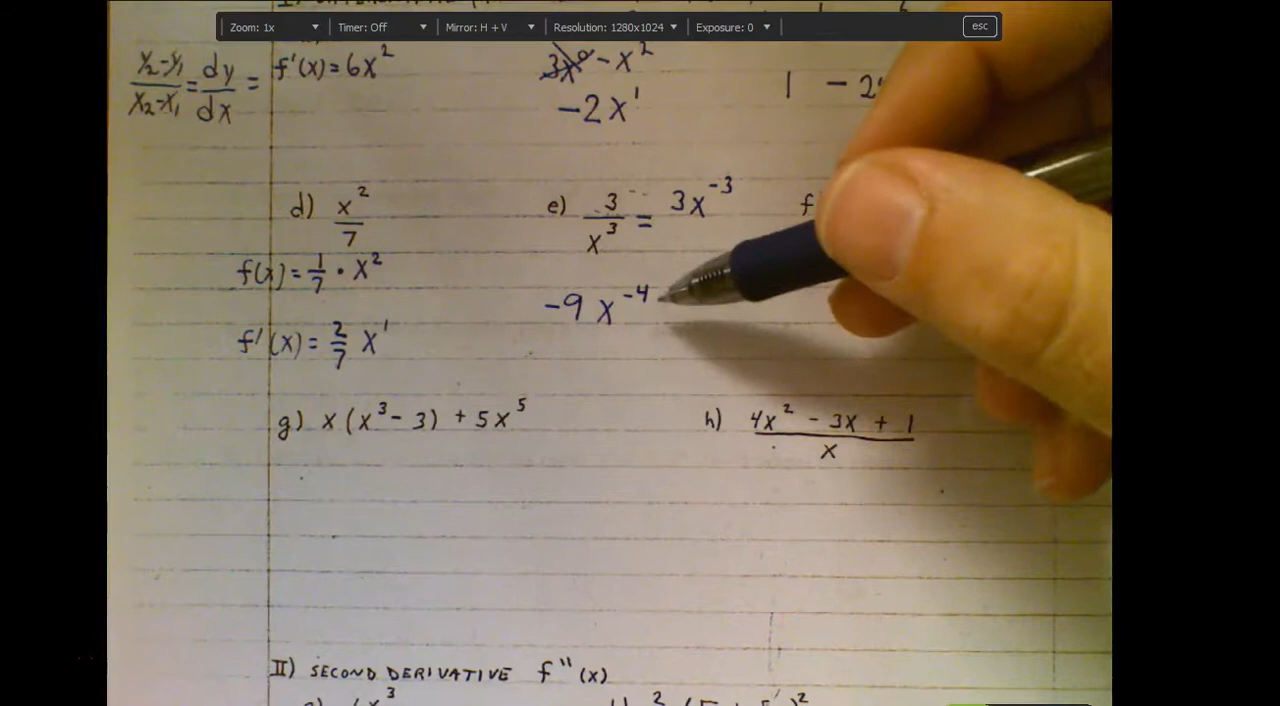 Zoom: 1x Timer: Off Mirror: H + V Resolution: 1280x1024 Exposure: 0 esc
y₂-y₁/x₂-x₁ = dy/dx =
f'(x) = 6x²
3x⁰ - x²
-2x¹
1 - 2
d) x²/7
f(x) = 1/7 · x²
f'(x) = 2/7 x¹
e) 3/x³ = 3x⁻³
-9x⁻⁴
f
g) x(x³ - 3) + 5x⁵
h) 4x² - 3x + 1/x
II) SECOND DERIVATIVE f"(x)